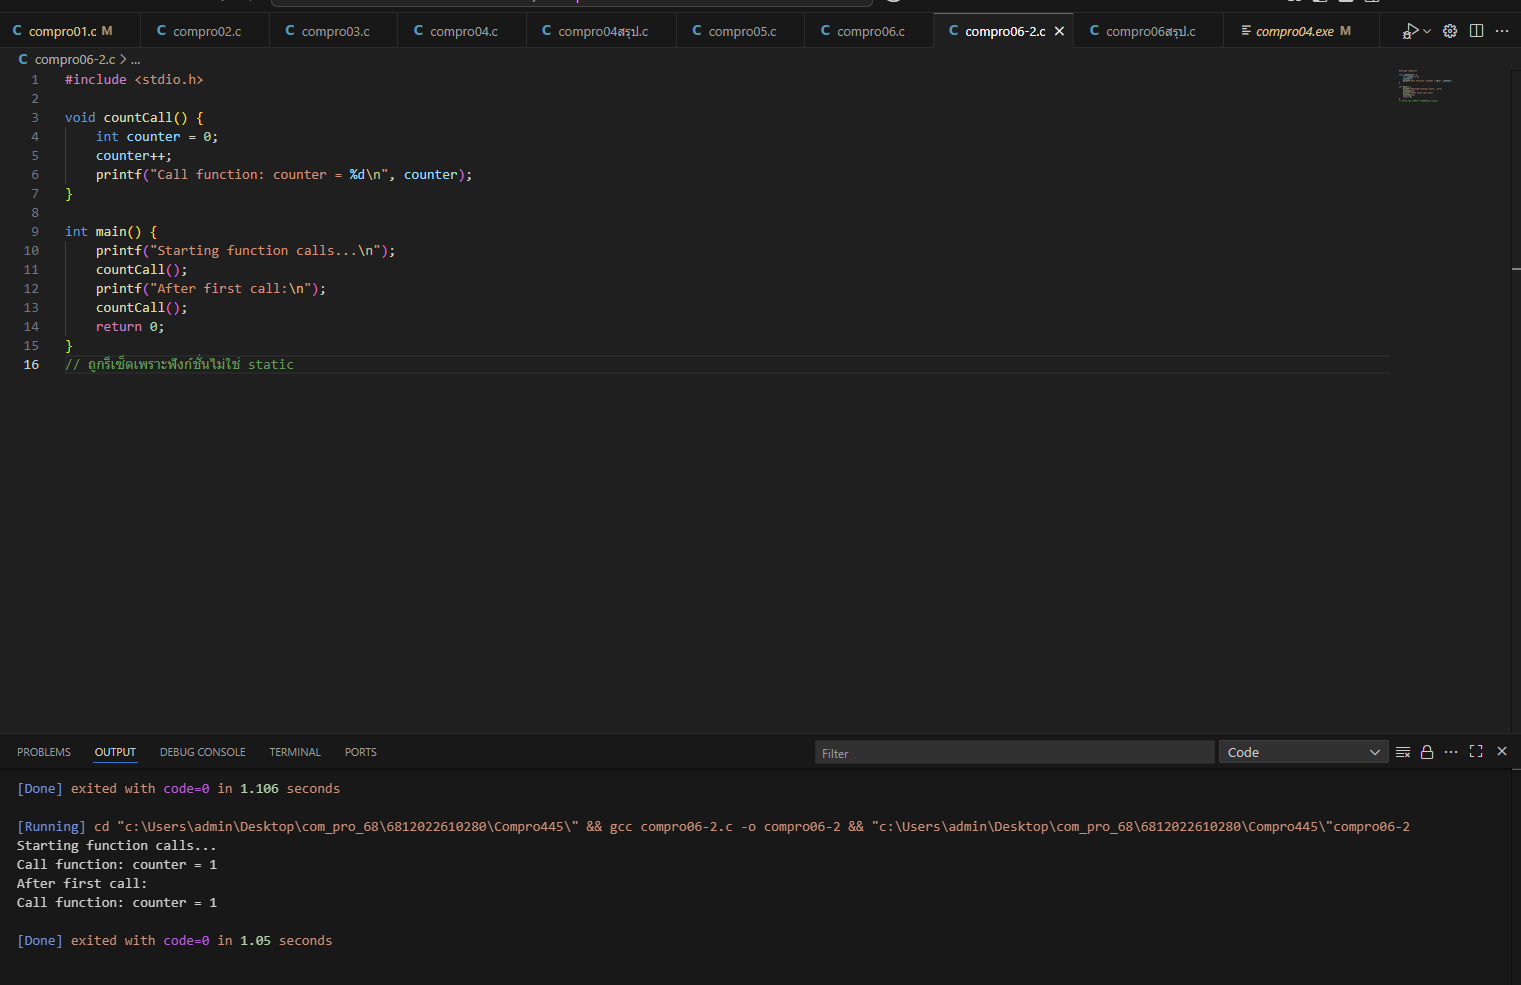 compro01.c M compro02.c compro03.c compro04.c compro04สรุป.c compro05.c compro06.c compro06-2.c compro06สรุป.c compro04.exe M
compro06-2.c > ...
1 #include <stdio.h>
2
3 void countCall() {
4 int counter = 0;
5 counter++;
6 printf("Call function: counter = %d\n", counter);
7 }
8
9 int main() {
10 printf("Starting function calls...\n");
11 countCall();
12 printf("After first call:\n");
13 countCall();
14 return 0;
15 }
16 // ถูกรีเซ็ตเพราะฟังก์ชั่นไม่ใช่ static
PROBLEMS OUTPUT DEBUG CONSOLE TERMINAL PORTS Filter Code
[Done] exited with code=0 in 1.106 seconds
[Running] cd "c:\Users\admin\Desktop\com_pro_68\6812022610280\Compro445\" && gcc compro06-2.c -o compro06-2 && "c:\Users\admin\Desktop\com_pro_68\6812022610280\Compro445\"compro06-2
Starting function calls...
Call function: counter = 1
After first call:
Call function: counter = 1
[Done] exited with code=0 in 1.05 seconds